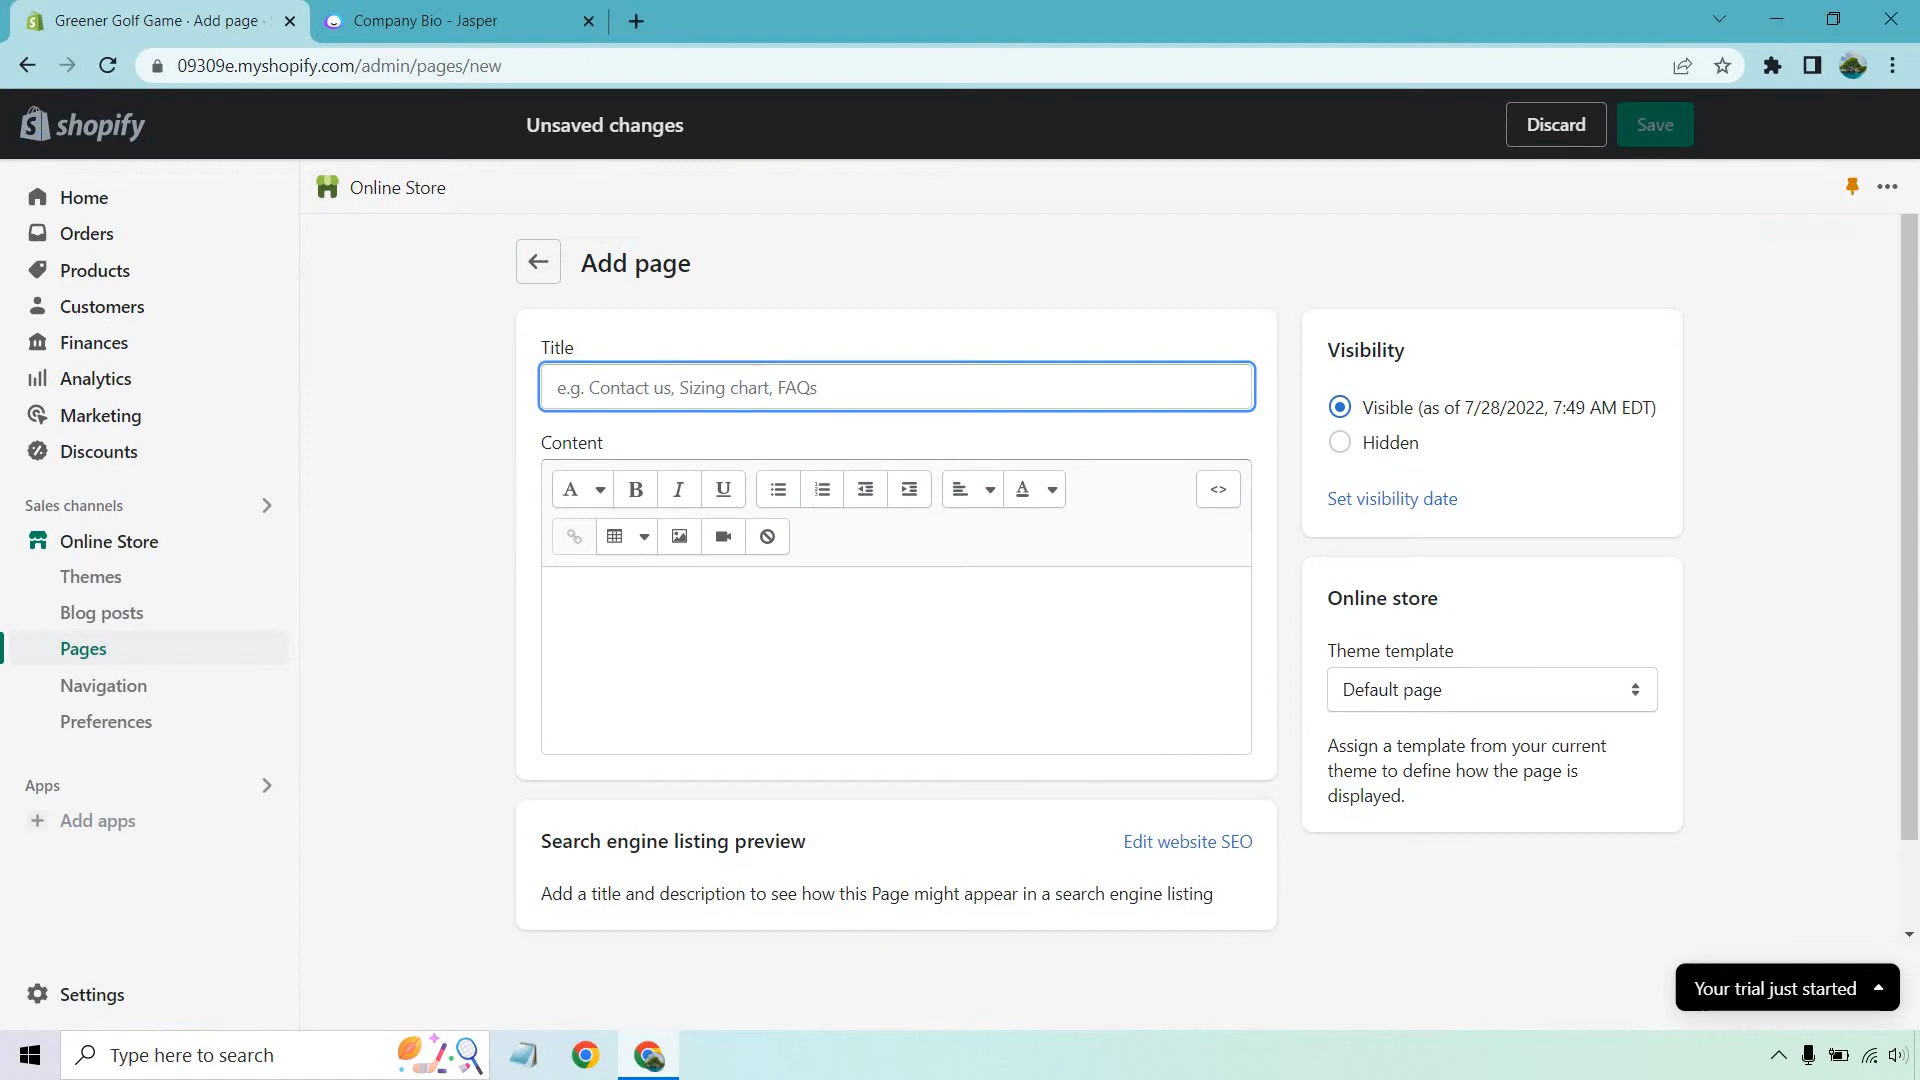 Greener Golf Game · Add page ·
Company Bio - Jasper
09309e.myshopify.com/admin/pages/new
shopify
Unsaved changes
Discard
Save
Home
Orders
Products
Customers
Finances
Analytics
Marketing
Discounts
Sales channels
Online Store
Themes
Blog posts
Pages
Navigation
Preferences
Apps
Add apps
Settings
Online Store
Add page
Title
e.g. Contact us, Sizing chart, FAQs
Content
A
B
I
U
A
<>
Search engine listing preview
Edit website SEO
Add a title and description to see how this Page might appear in a search engine listing
Visibility
Visible (as of 7/28/2022, 7:49 AM EDT)
Hidden
Set visibility date
Online store
Theme template
Default page
Assign a template from your current
theme to define how the page is
displayed.
Your trial just started
Type here to search